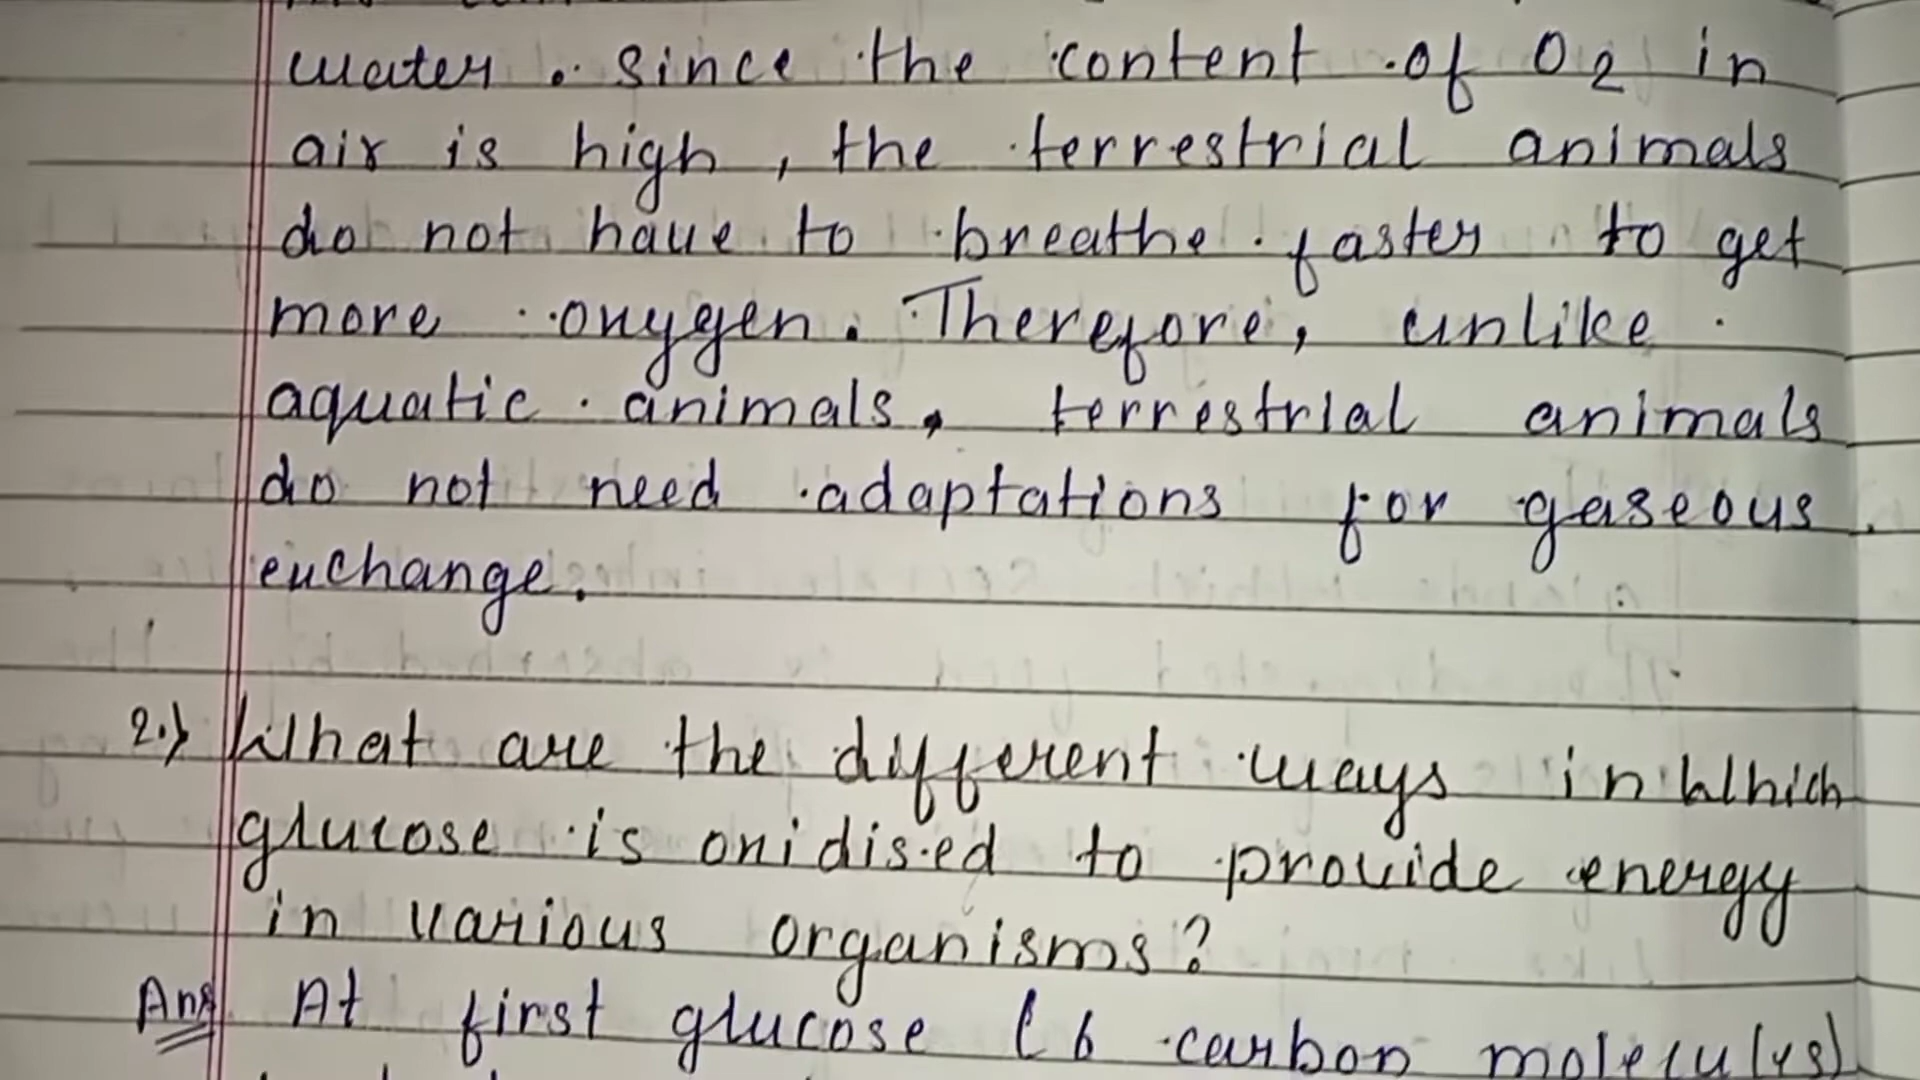 water. since the content of O2 in
air is high, the terrestrial animals
do not have to breathe faster to get
more oxygen. Therefore, unlike
aquatic animals, terrestrial animals
do not need adaptations for gaseous
exchange.
2.) What are the different ways in which
glucose is oxidised to provide energy
in various organisms?
Ans At first glucose (6 carbon molecules)